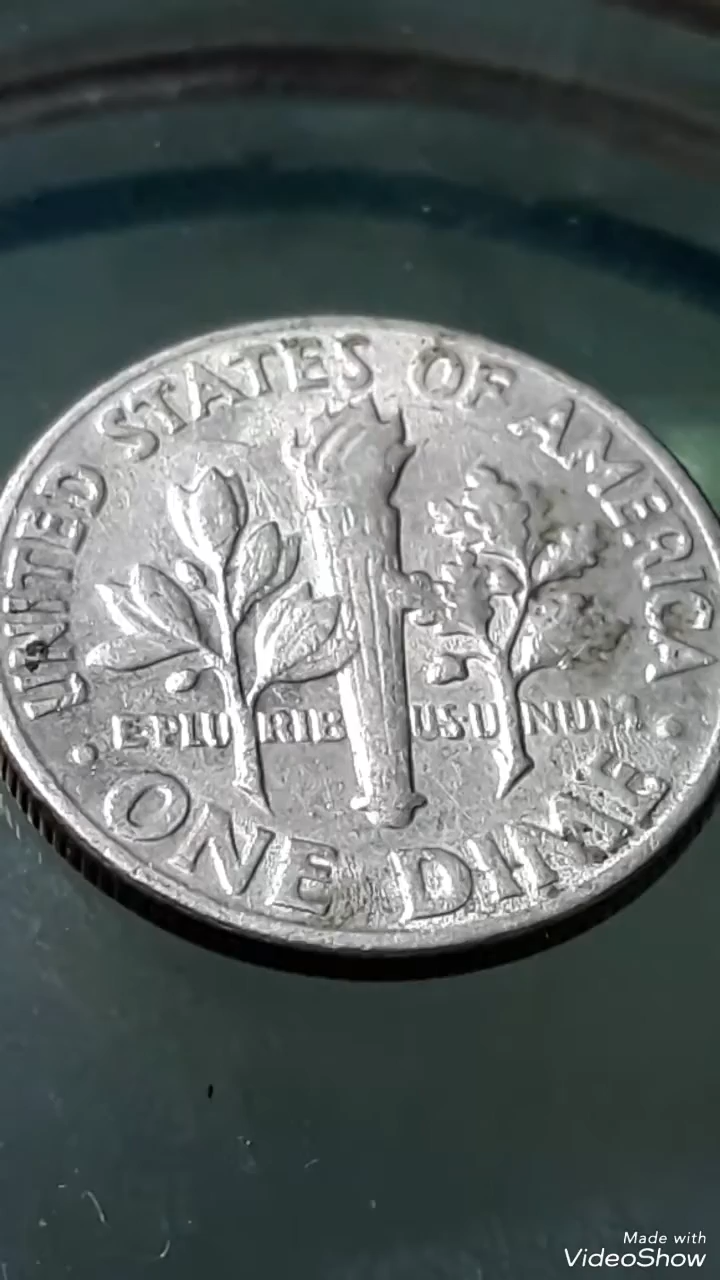 UNITED STATES OF AMERICA
E·PLURIBUS·UNUM
· ONE DIME ·
Made with
VideoShow